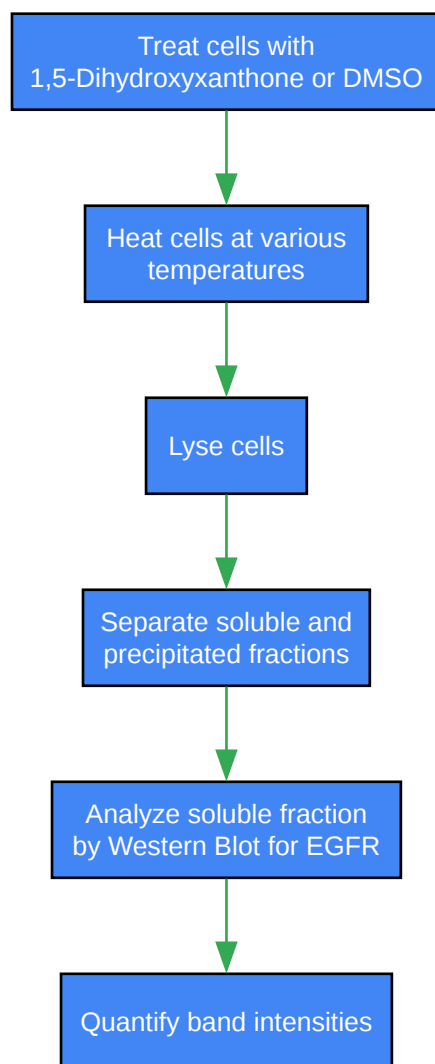 Treat cells with
1,5-Dihydroxyxanthone or DMSO
Heat cells at various
temperatures
Lyse cells
Separate soluble and
precipitated fractions
Analyze soluble fraction
by Western Blot for EGFR
Quantify band intensities